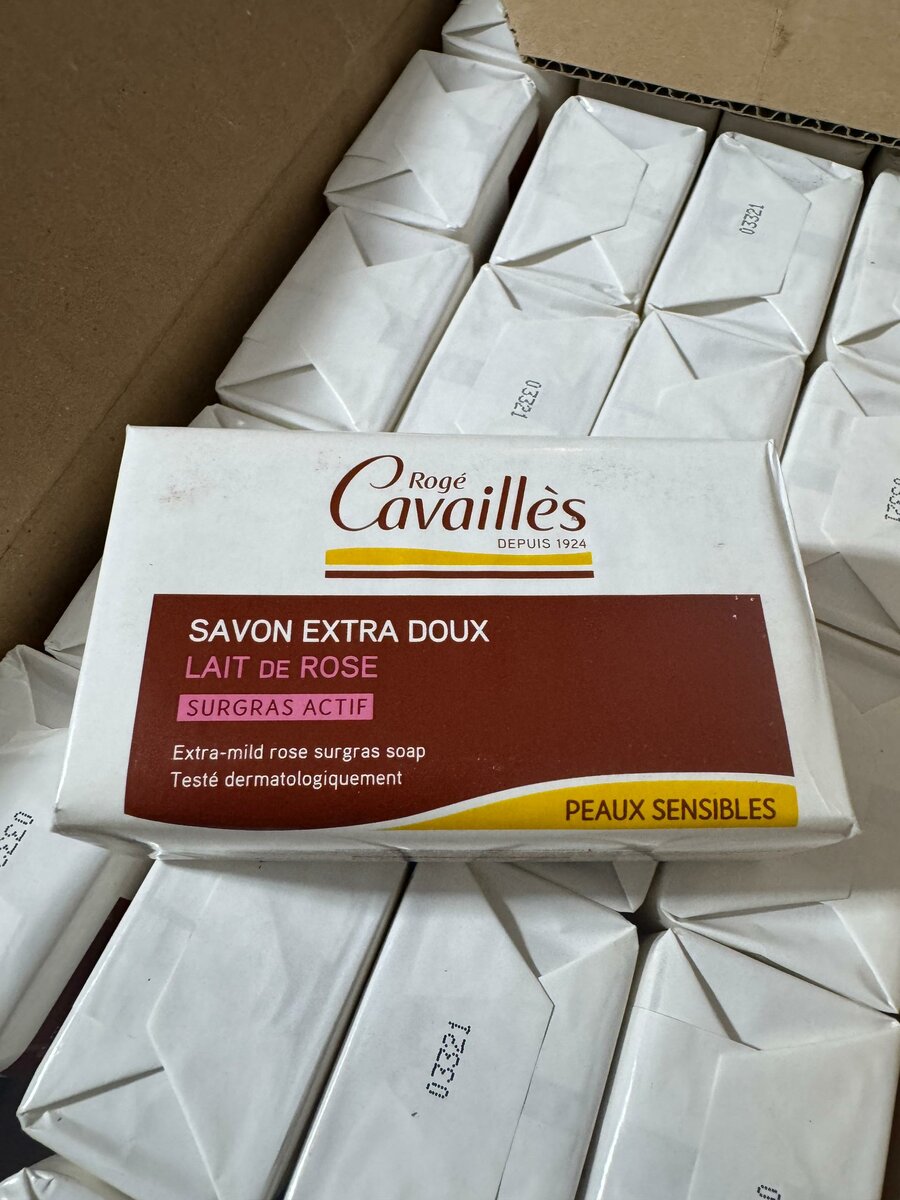 03321
03321
03321
Rogé
Cavaillès
DEPUIS 1924
SAVON EXTRA DOUX
LAIT DE ROSE
SURGRAS ACTIF
Extra-mild rose surgras soap
Testé dermatologiquement
PEAUX SENSIBLES
03321